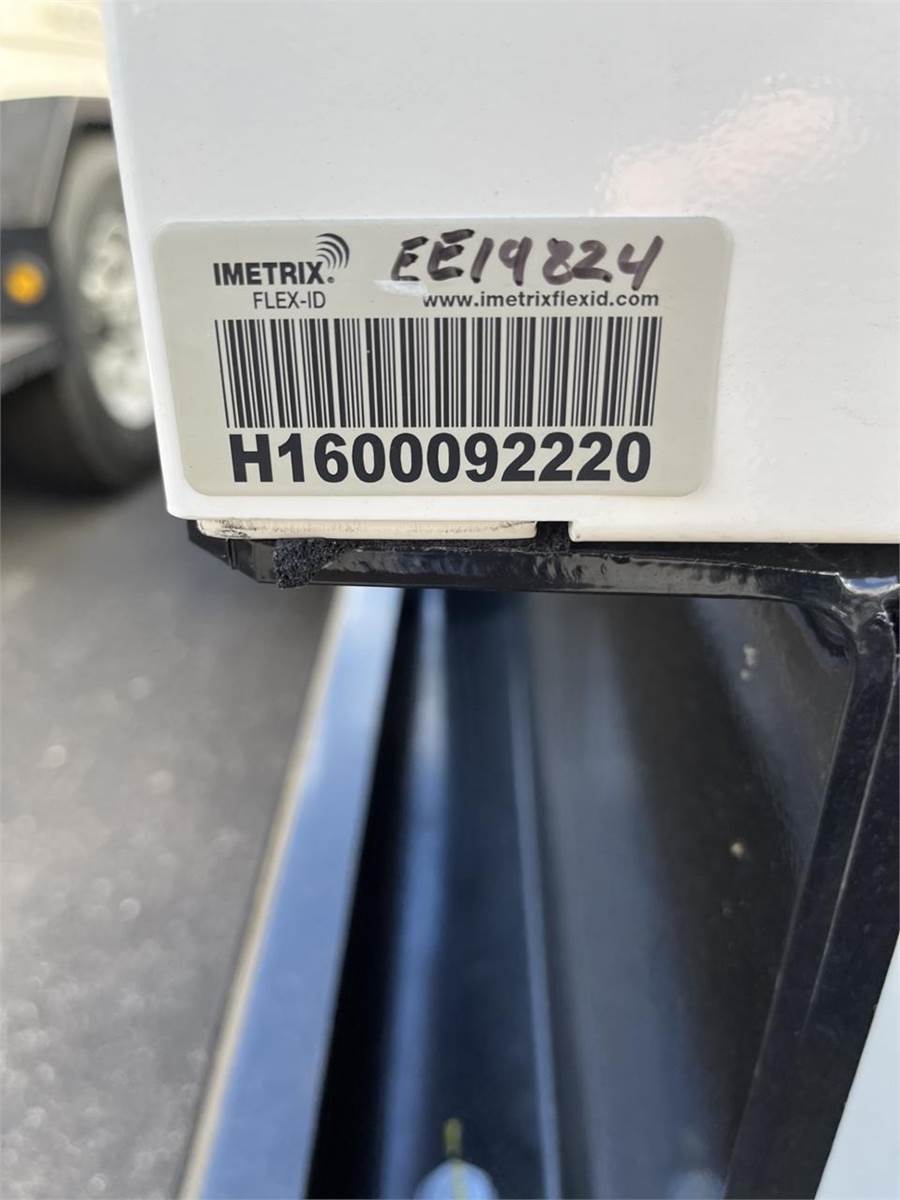 IMETRIX® EE19824
FLEX-ID www.imetrixflexid.com
H1600092220